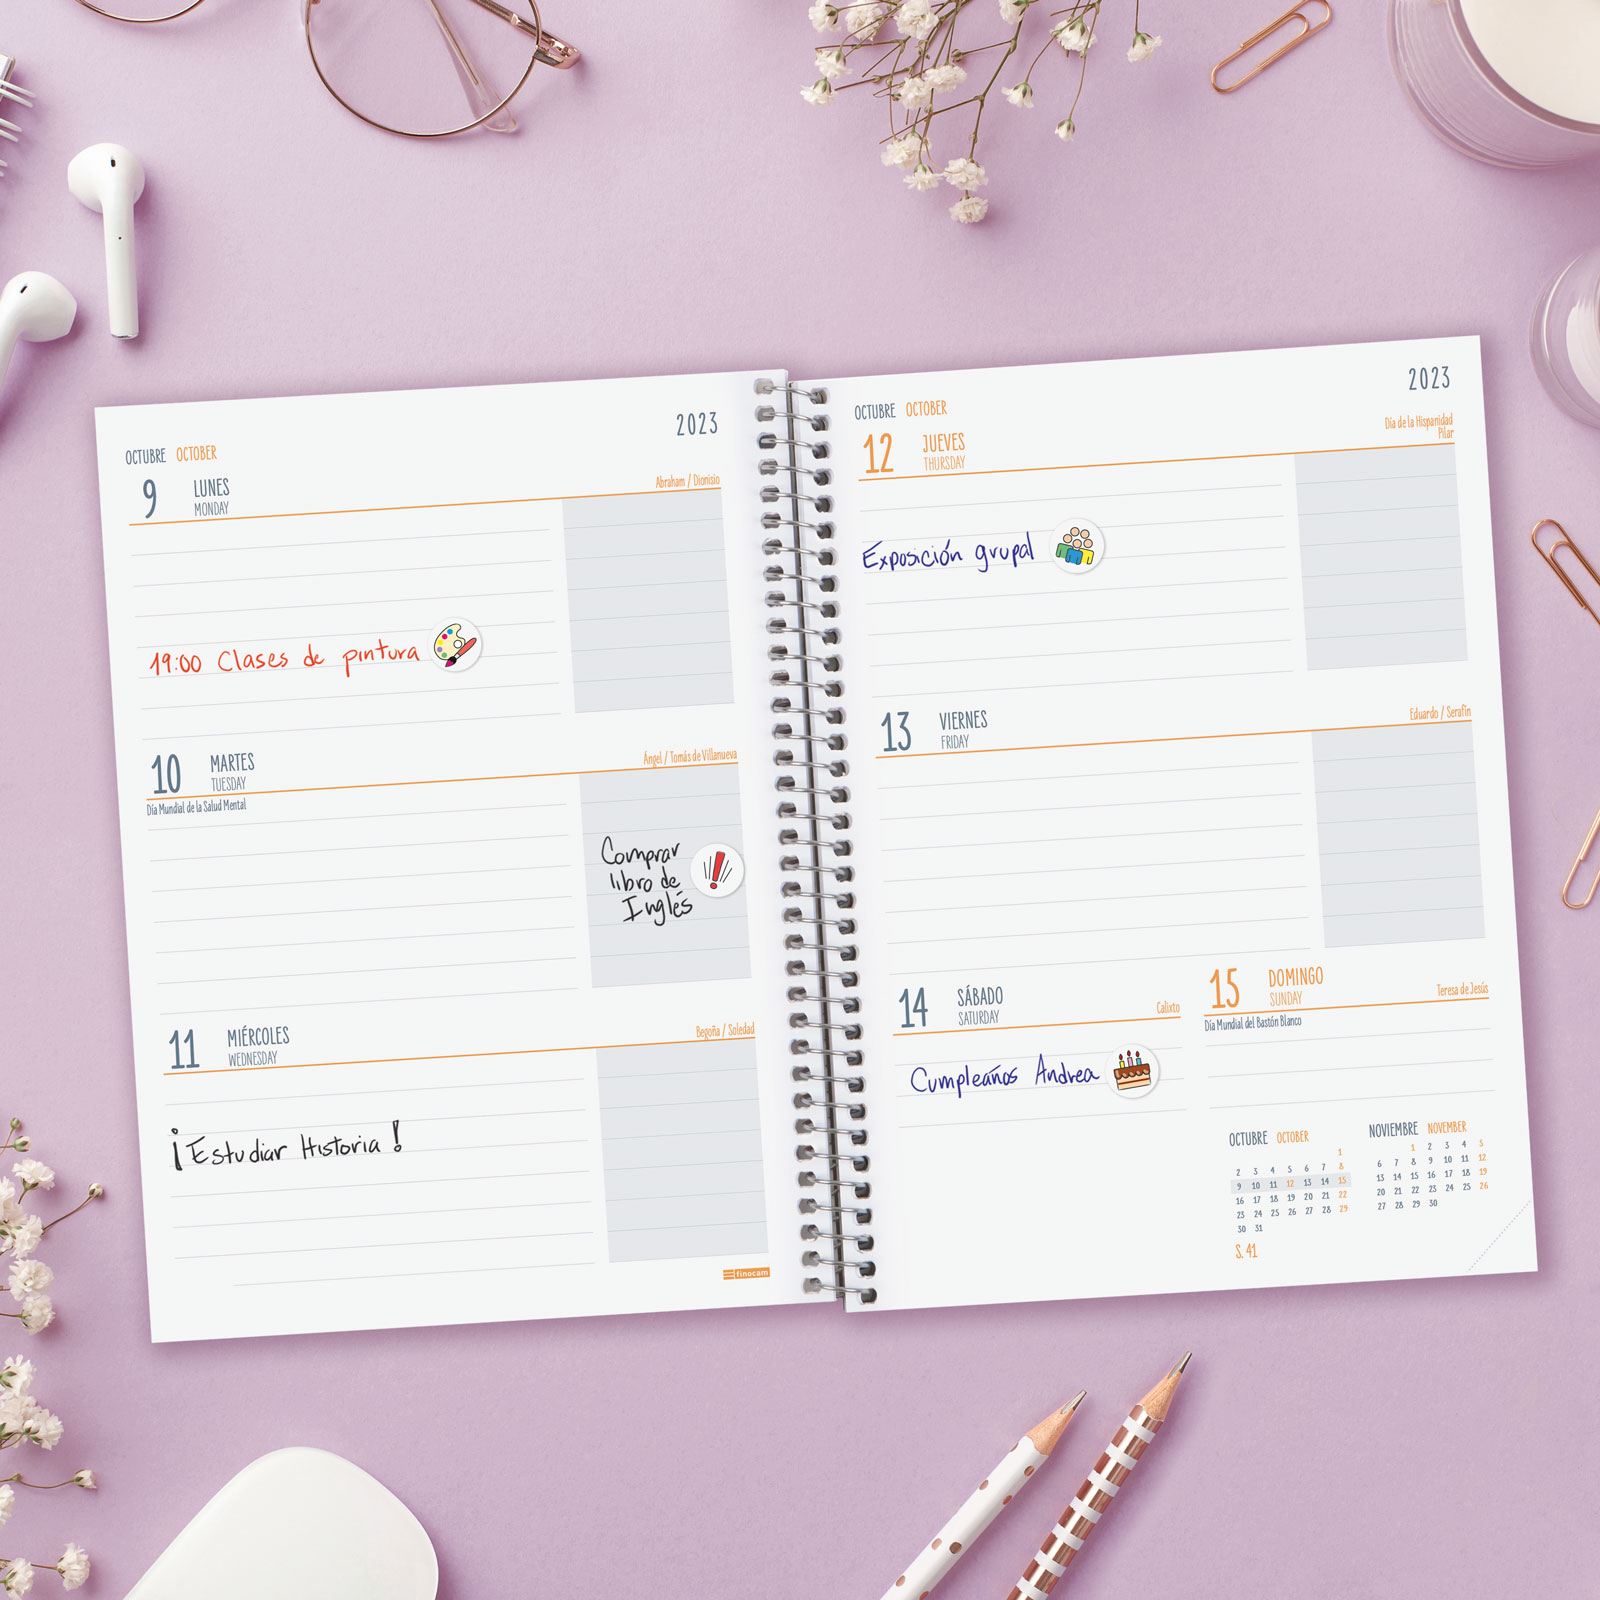 2023
OCTUBRE OCTOBER
9 LUNES
MONDAY
Abraham / Dionisio
19:00 Clases de pintura
10 MARTES
TUESDAY
Ángel / Tomás de Villanueva
Día Mundial de la Salud Mental
Comprar
libro de
Inglés
11 MIÉRCOLES
WEDNESDAY
Begoña / Soledad
¡Estudiar Historia!
finocam
2023
OCTUBRE OCTOBER
12 JUEVES
THURSDAY
Día de la Hispanidad
Pilar
Exposición grupal
13 VIERNES
FRIDAY
Eduardo / Serafín
14 SÁBADO
SATURDAY
Calixto
Cumpleaños Andrea
15 DOMINGO
SUNDAY
Teresa de Jesús
Día Mundial del Bastón Blanco
OCTUBRE OCTOBER
1
2 3 4 5 6 7 8
9 10 11 12 13 14 15
16 17 18 19 20 21 22
23 24 25 26 27 28 29
30 31
S. 41
NOVIEMBRE NOVEMBER
1 2 3 4 5
6 7 8 9 10 11 12
13 14 15 16 17 18 19
20 21 22 23 24 25 26
27 28 29 30